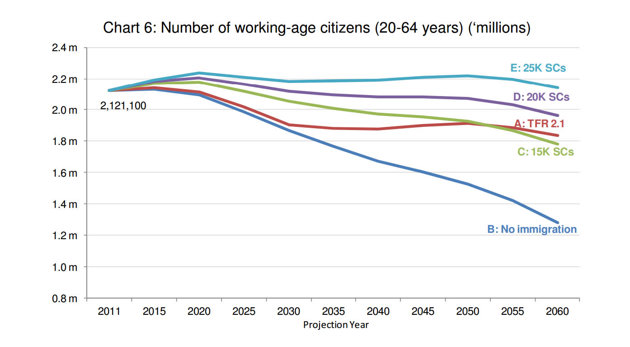 Chart 6: Number of working-age citizens (20-64 years) ('millions)
2.4 m
2.2 m
2.0 m
1.8 m
1.6 m
1.4 m
1.2 m
1.0 m
0.8 m
2,121,100
E: 25K SCs
D: 20K SCs
A: TFR 2.1
C: 15K SCs
B: No immigration
2011 2015 2020 2025 2030 2035 2040 2045 2050 2055 2060
Projection Year